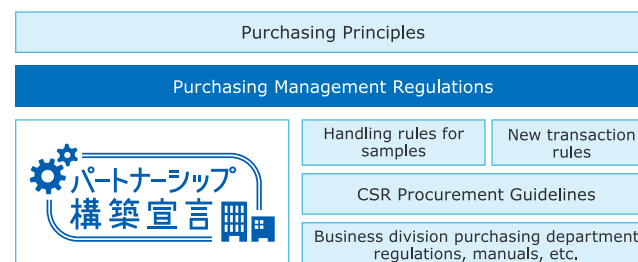 Purchasing Principles
Purchasing Management Regulations
パートナーシップ
構築宣言
Handling rules for
samples
New transaction
rules
CSR Procurement Guidelines
Business division purchasing department
regulations, manuals, etc.